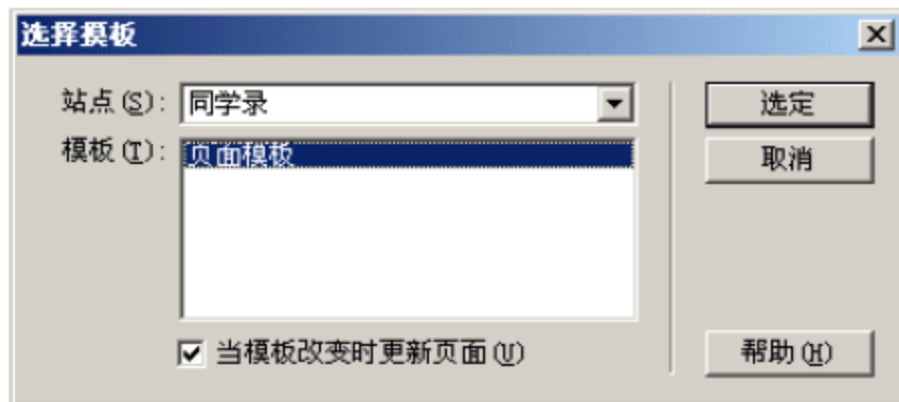 选择摸板
站点(S):
同学录
选定
模板(T):
页面模板
取消
当模板改变时更新页面(U)
帮助(H)